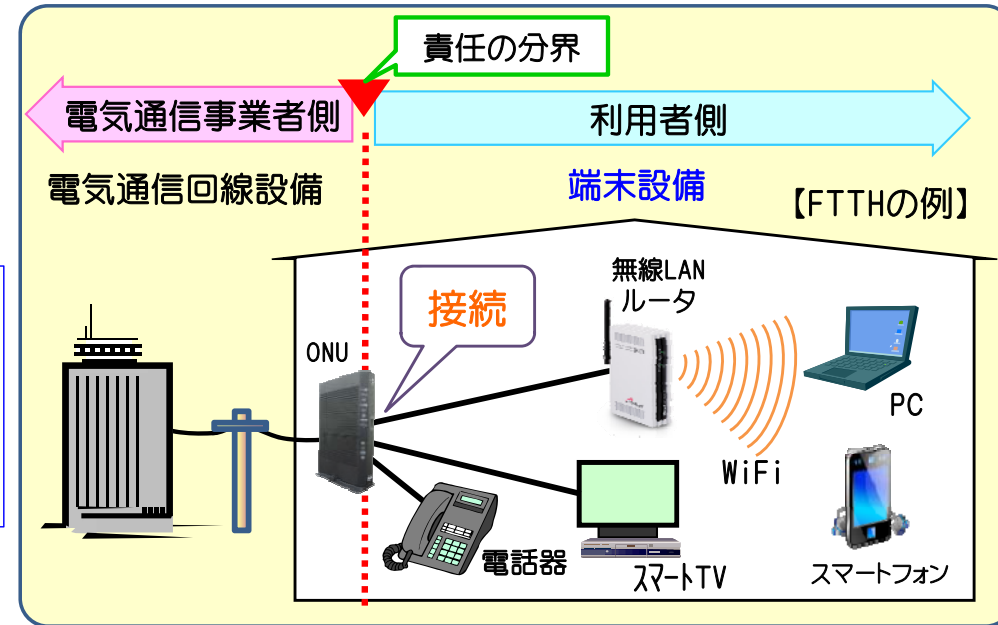 責任の分界
電気通信事業者側
利用者側
電気通信回線設備
端末設備
【FTTHの例】
無線LAN
ルータ
接続
ONU
PC
WiFi
電話器
スマートTV
スマートフォン